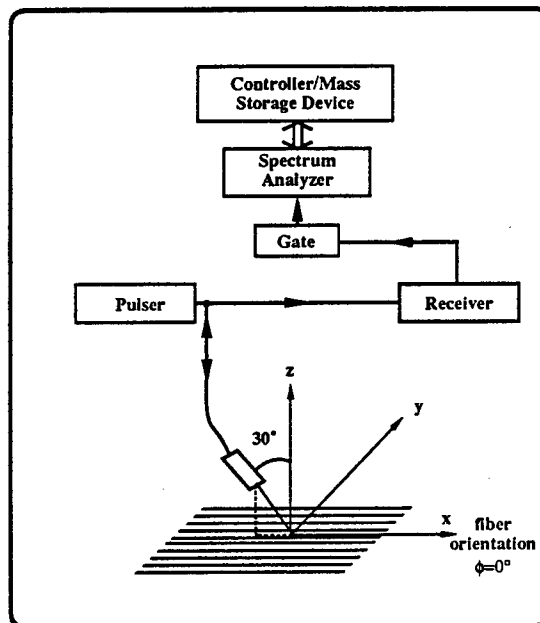 Controller/Mass
Storage Device
Spectrum
Analyzer
Gate
Pulser
Receiver
z
y
30°
x
fiber
orientation
ϕ=0°